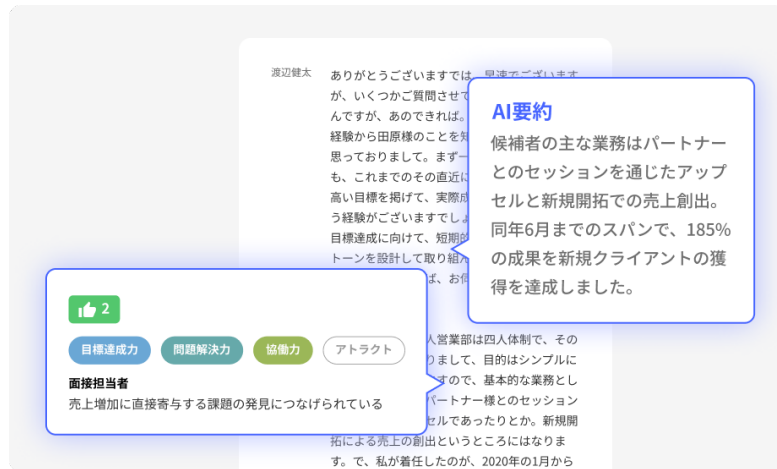 渡辺健太
ありがとうございますでは、早速でございます
が、いくつかご質問させて
んですが、あのできれば。
経験から田原様のことを知
思っておりまして。まず一
も、これまでのその直近に
高い目標を掲げて、実際
う経験がございますでしょ
目標達成に向けて、短期的
トーンを設計して取り組ん
ば、お
AI要約
候補者の主な業務はパートナー
とのセッションを通じたアップ
セルと新規開拓での売上創出。
同年6月までのスパンで、185%
の成果を新規クライアントの獲
得を達成しました。
2
目標達成力
問題解決力
協働力
アトラクト
面接担当者
売上増加に直接寄与する課題の発見につなげられている
人営業部は四人体制で、その
りまして、目的はシンプルに
すので、基本的な業務とし
パートナー様とのセッション
セルであったりとか。新規開
拓による売上の創出というところにはなりま
す。で、私が着任したのが、2020年の1月から